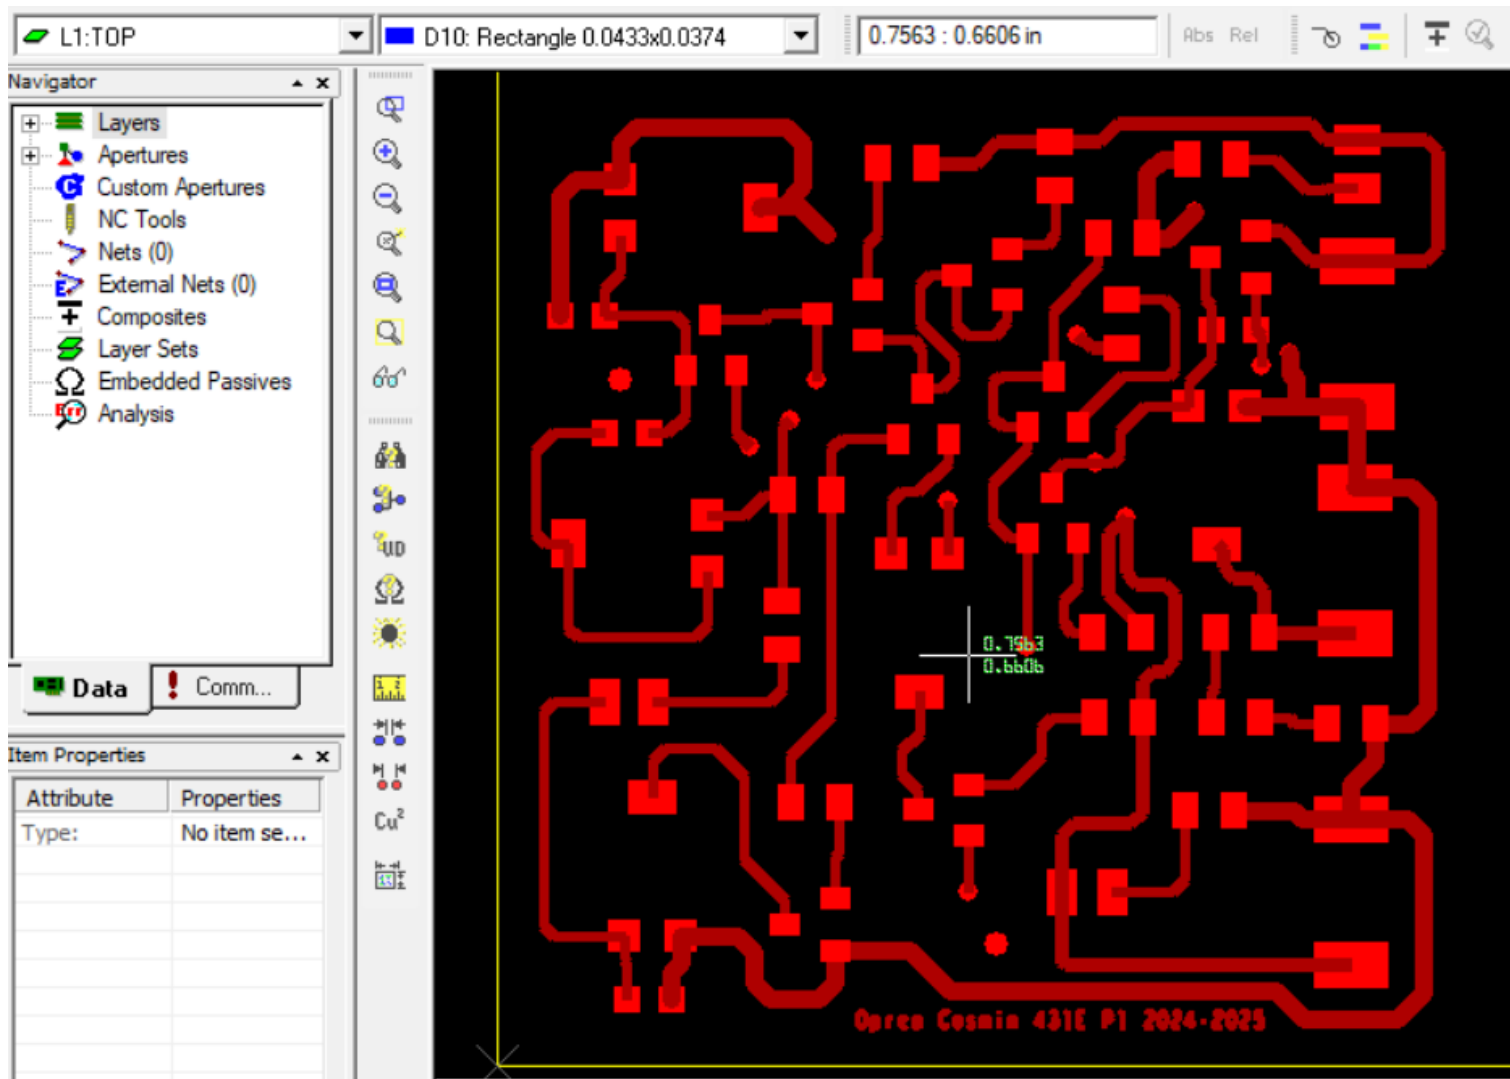 L1:TOP
D10: Rectangle 0.0433x0.0374
0.7563 : 0.6606 in
Abs Rel
Navigator
Layers
Apertures
Custom Apertures
NC Tools
Nets (0)
External Nets (0)
Composites
Layer Sets
Embedded Passives
Analysis
Data
Comm...
Item Properties
Attribute Properties
Type: No item se...
Cu²
0.7563
0.6606
Oprea Cosmin 431E P1 2024-2025